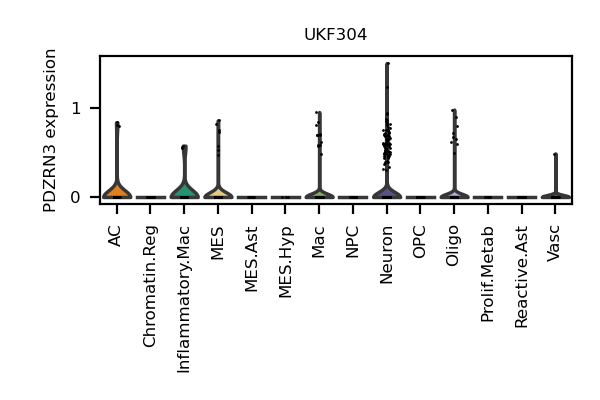 UKF304
PDZRN3 expression
1
0
AC
Chromatin.Reg
Inflammatory.Mac
MES
MES.Ast
MES.Hyp
Mac
NPC
Neuron
OPC
Oligo
Prolif.Metab
Reactive.Ast
Vasc